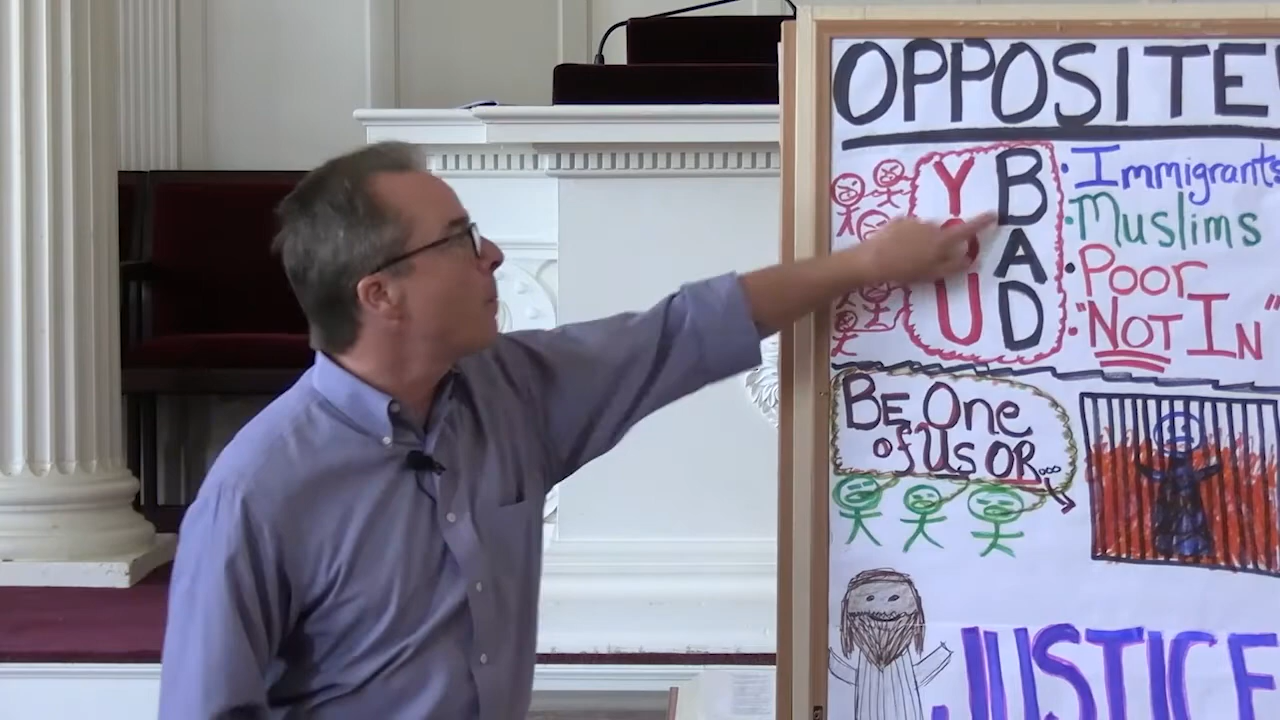 OPPOSITE
YOU BAD
• Immigrants
• Muslims
• Poor
• "NOT IN"
BE One
of US OR...
JUSTICE